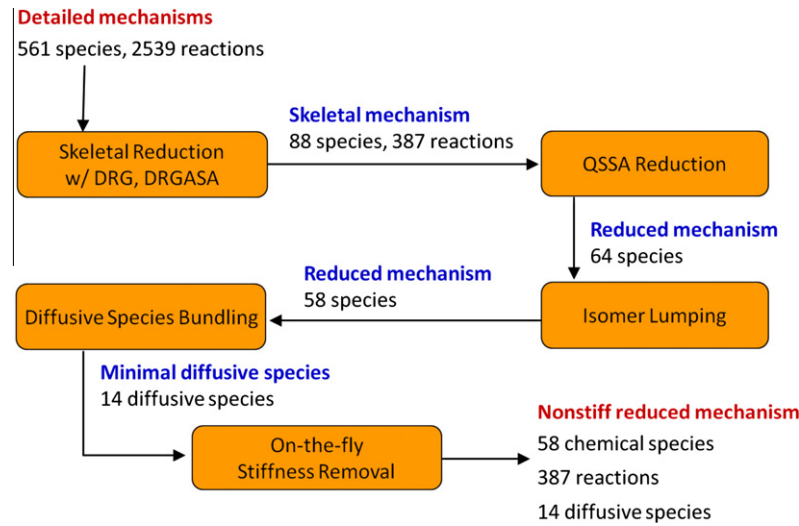 Detailed mechanisms
561 species, 2539 reactions
Skeletal Reduction
w/ DRG, DRGASA
Skeletal mechanism
88 species, 387 reactions
QSSA Reduction
Reduced mechanism
64 species
Isomer Lumping
Reduced mechanism
58 species
Diffusive Species Bundling
Minimal diffusive species
14 diffusive species
On-the-fly
Stiffness Removal
Nonstiff reduced mechanism
58 chemical species
387 reactions
14 diffusive species